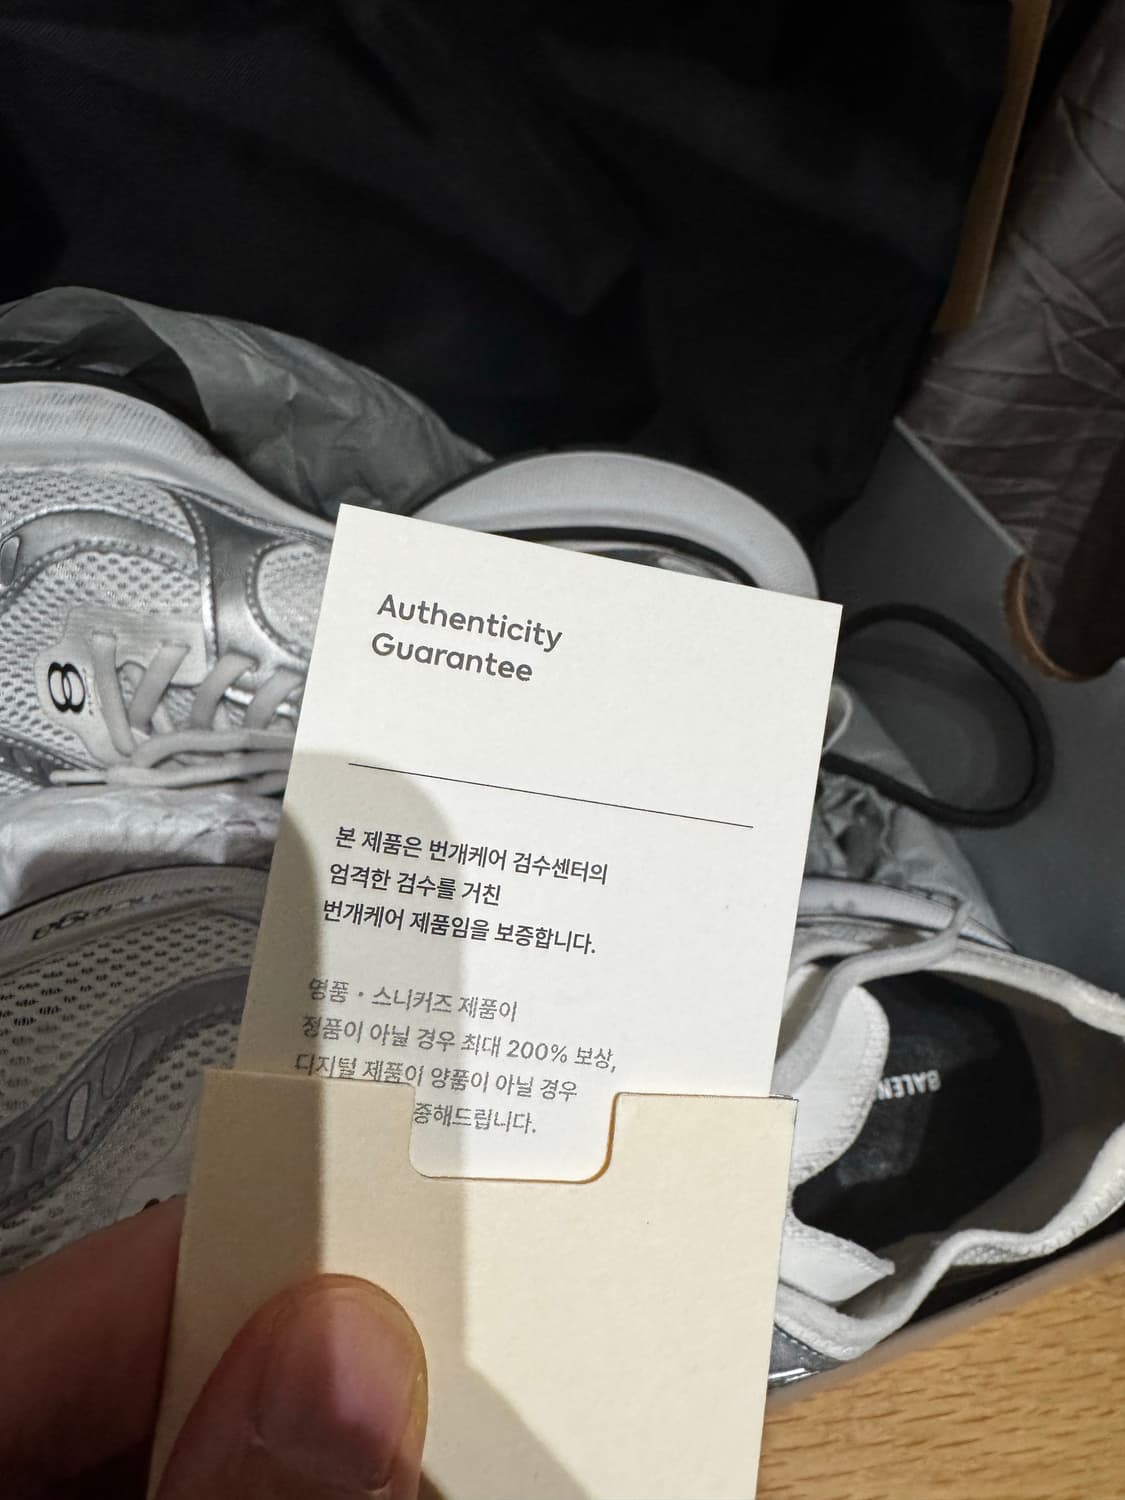 Authenticity
Guarantee
본 제품은 번개케어 검수센터의
엄격한 검수를 거친
번개케어 제품임을 보증합니다.
명품 · 스니커즈 제품이
정품이 아닐 경우 최대 200% 보상,
디지털 제품이 양품이 아닐 경우
증해드립니다.
8
BALEN